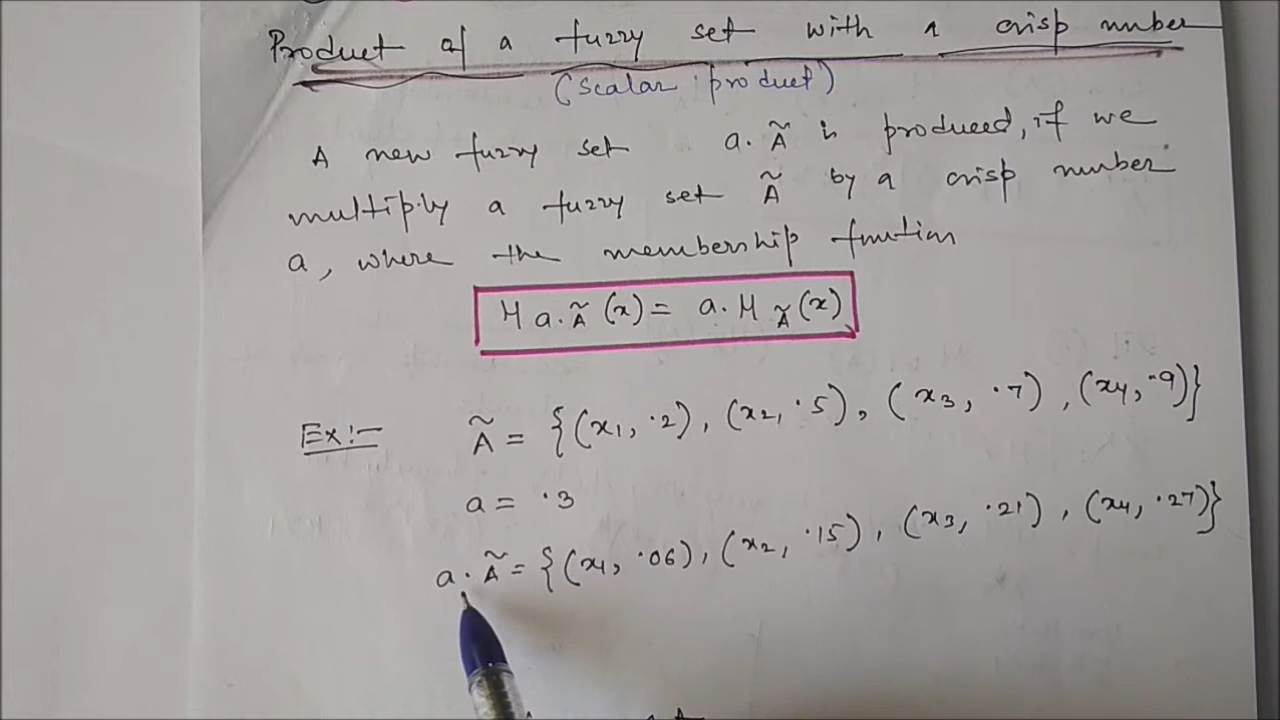 Product of a fuzzy set with a crisp nuber
(scalar product)
A new fuzzy set a.Ã is produced, if we
multiply a fuzzy set Ã by a crisp number
a, where the membership function
μ a.Ã (x) = a.μ Ã (x)
Ex:- Ã = {(x1, .2), (x2, .5), (x3, .7), (x4, .9)}
a = .3
a.Ã = {(x1, .06), (x2, .15), (x3, .21), (x4, .27)}